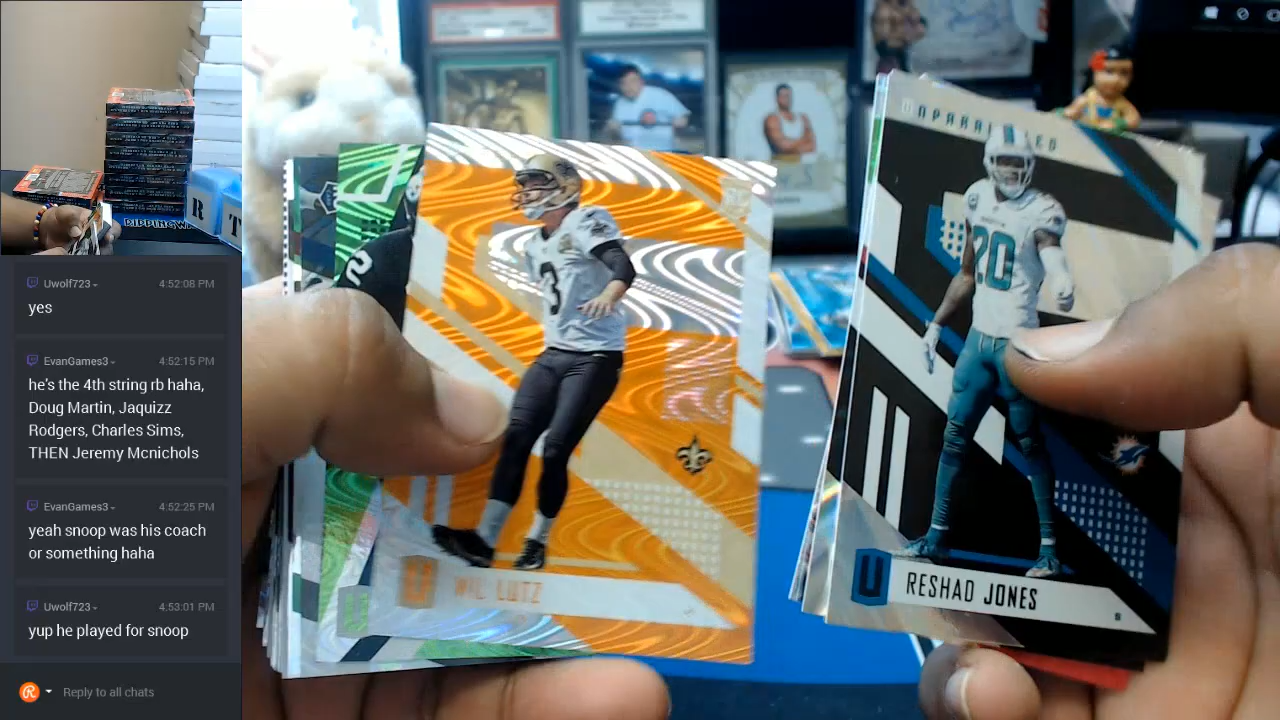 RIPPINGW
R
T
Uwolf723
4:52:08 PM
yes
EvanGames3
4:52:15 PM
he's the 4th string rb haha,
Doug Martin, Jaquizz
Rodgers, Charles Sims,
THEN Jeremy Mcnichols
EvanGames3
4:52:25 PM
yeah snoop was his coach
or something haha
Uwolf723
4:53:01 PM
yup he played for snoop
Reply to all chats
3
U
WIL LUTZ
UNPARALLELED
20
U
RESHAD JONES